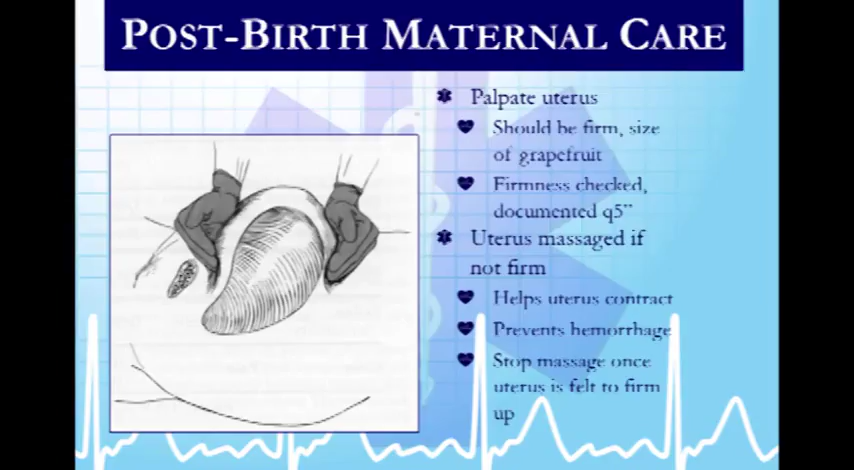 POST-BIRTH MATERNAL CARE
Palpate uterus
Should be firm, size
of grapefruit
Firmness checked,
documented q5”
Uterus massaged if
not firm
Helps uterus contract
Prevents hemorrhage
Stop massage once
uterus is felt to firm
up